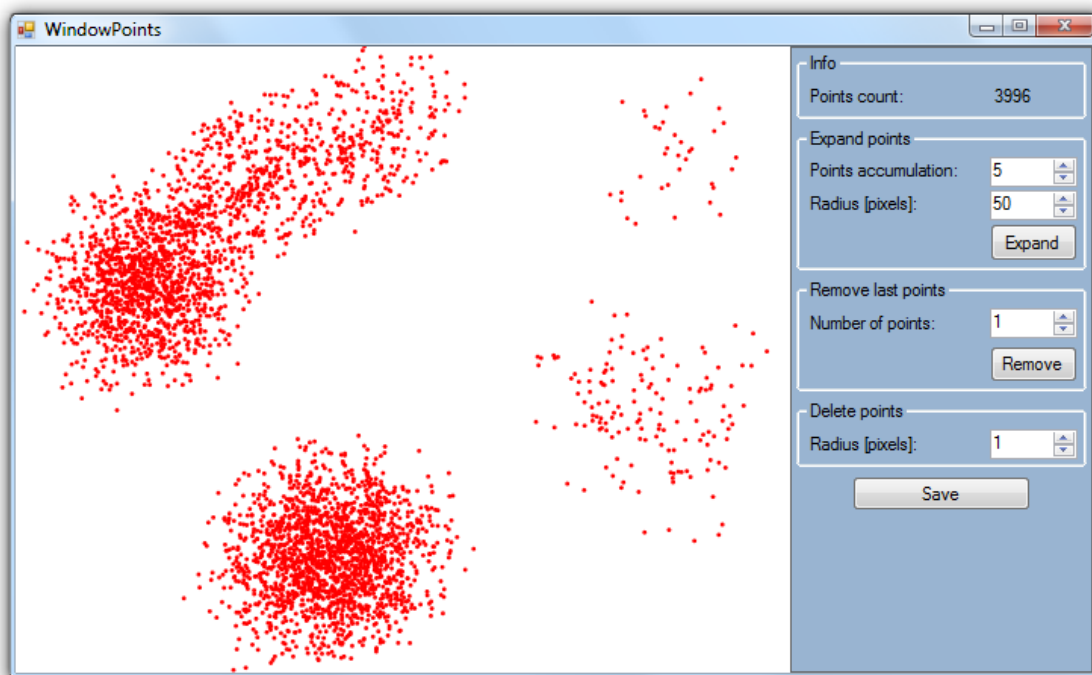 WindowPoints
Info
Points count: 3996
Expand points
Points accumulation: 5
Radius [pixels]: 50
Expand
Remove last points
Number of points: 1
Remove
Delete points
Radius [pixels]: 1
Save